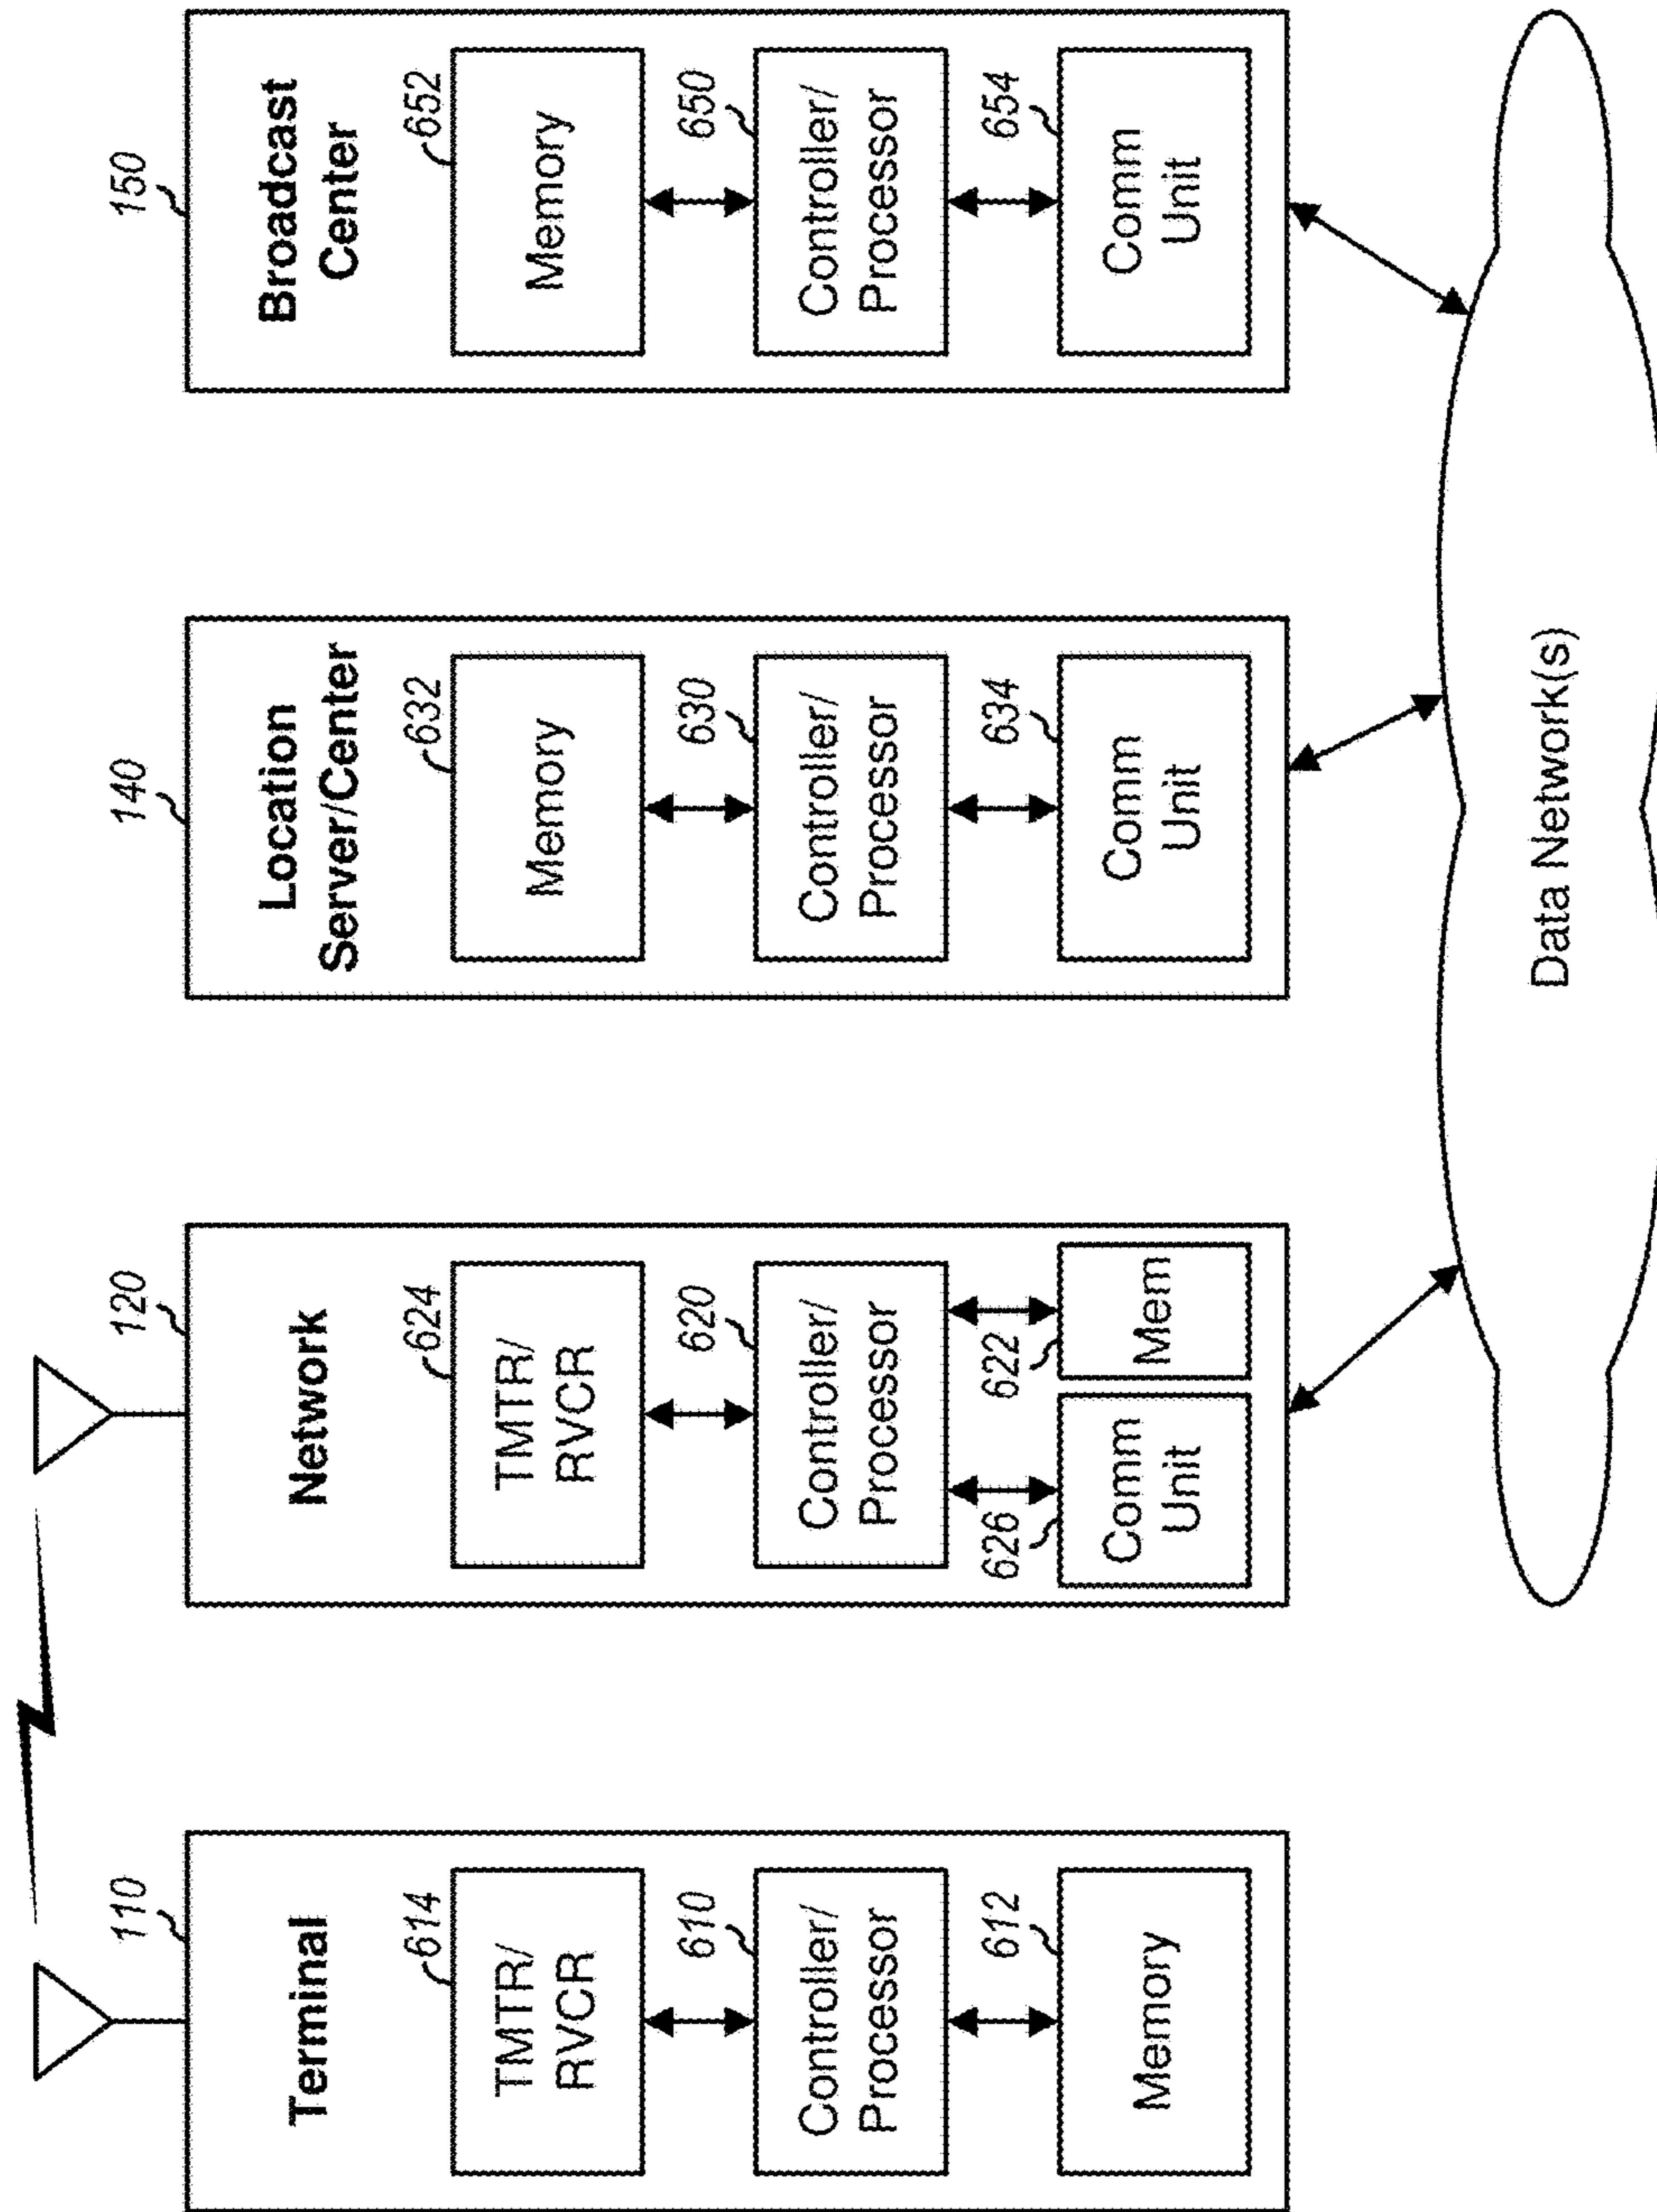 110
Terminal
614
TMTR/
RVCR
610
Controller/
Processor
612
Memory
120
Network
624
TMTR/
RVCR
620
Controller/
Processor
626
Comm
Unit
622
Mem
140
Location
Server/Center
632
Memory
630
Controller/
Processor
634
Comm
Unit
150
Broadcast
Center
652
Memory
650
Controller/
Processor
654
Comm
Unit
Data Network(s)